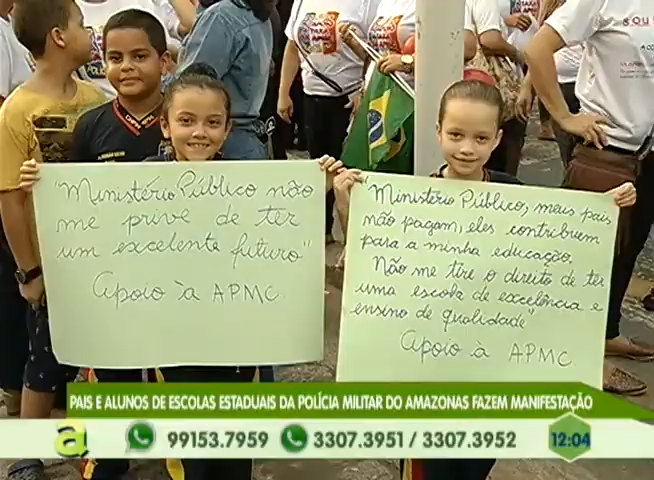 "Ministério Público não
me prive de ter
um excelente futuro"
Apoio à APMC.
"Ministério Público, meus pais
não pagam, eles contribuem
para a minha educação.
Não me tire o direito de ter
uma escola de excelência e
ensino de qualidade"
Apoio à APMC
PAIS E ALUNOS DE ESCOLAS ESTADUAIS DA POLÍCIA MILITAR DO AMAZONAS FAZEM MANIFESTAÇÃO
a 99153.7959 3307.3951 / 3307.3952 12:04